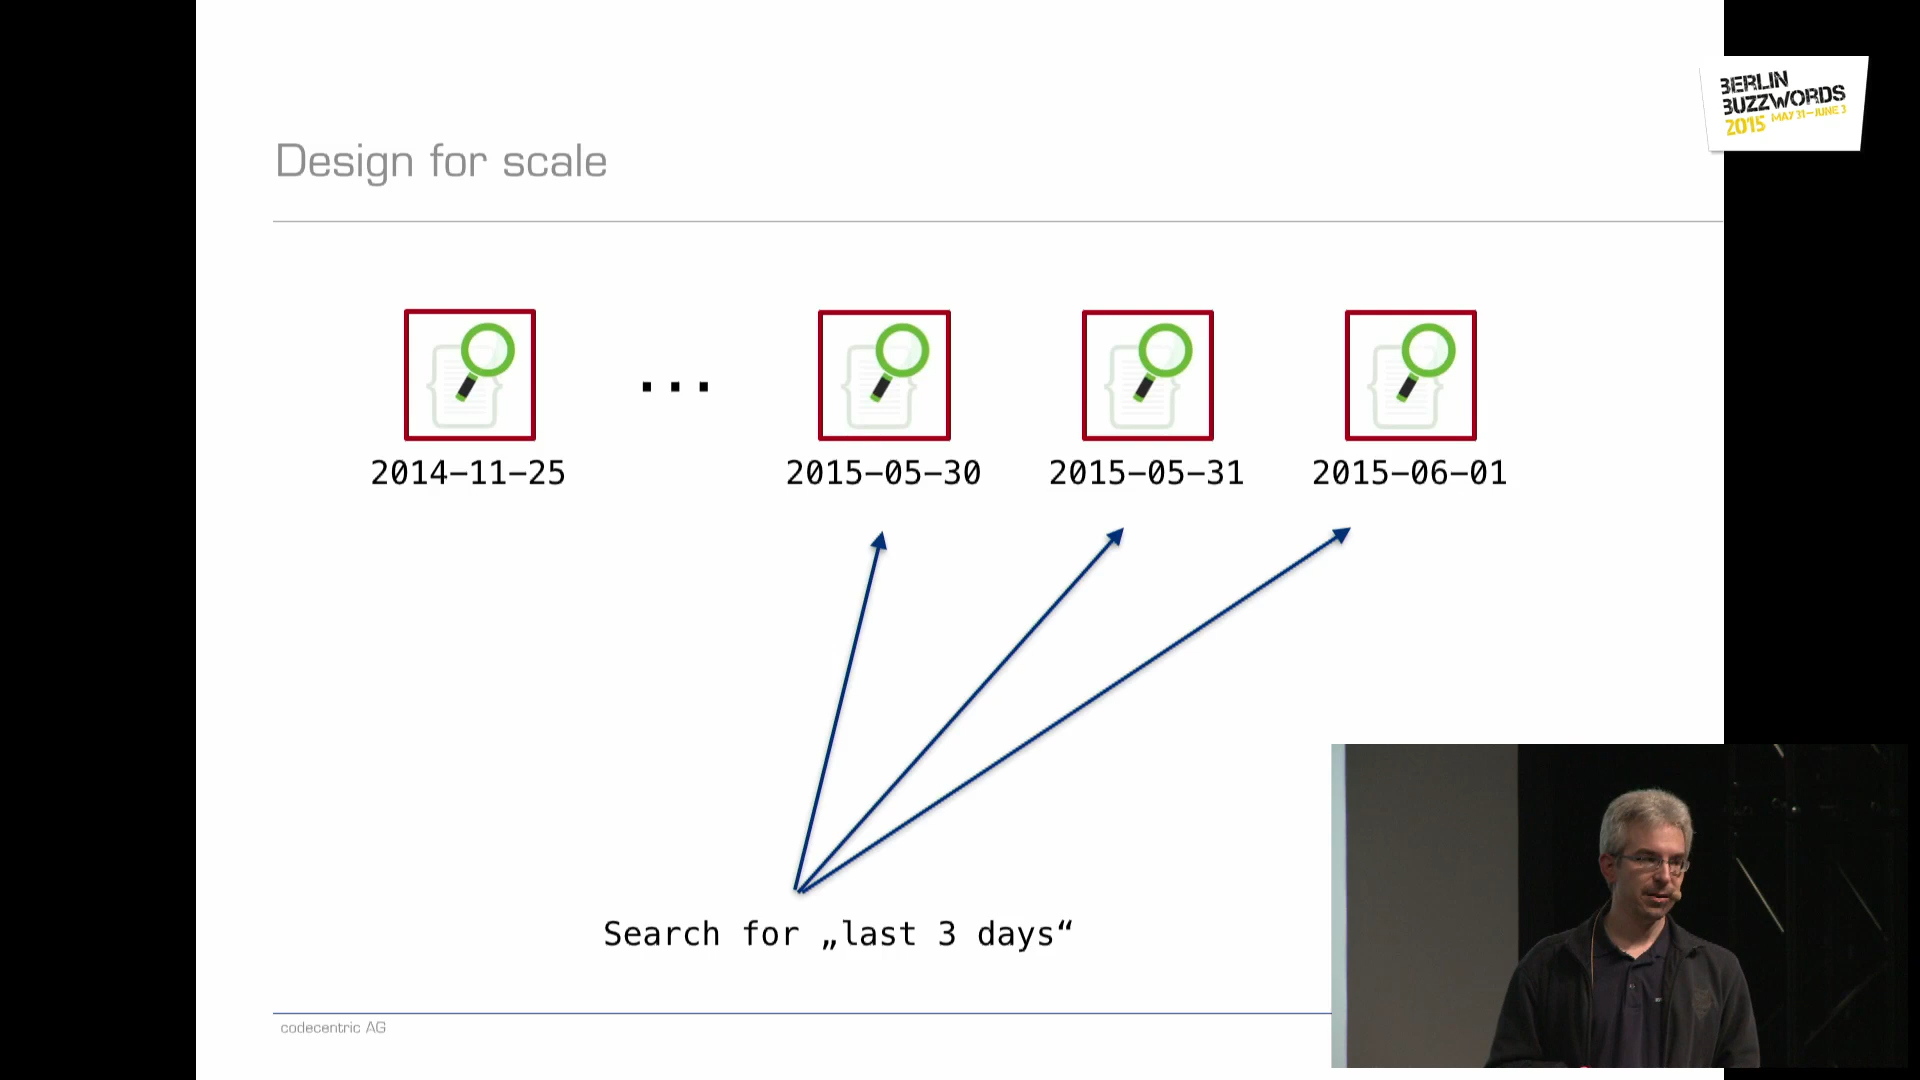 BERLIN
BUZZWORDS
2015 MAY 31–JUNE 3
Design for scale
...
2014-11-25
2015-05-30
2015-05-31
2015-06-01
Search for „last 3 days“
codecentric AG